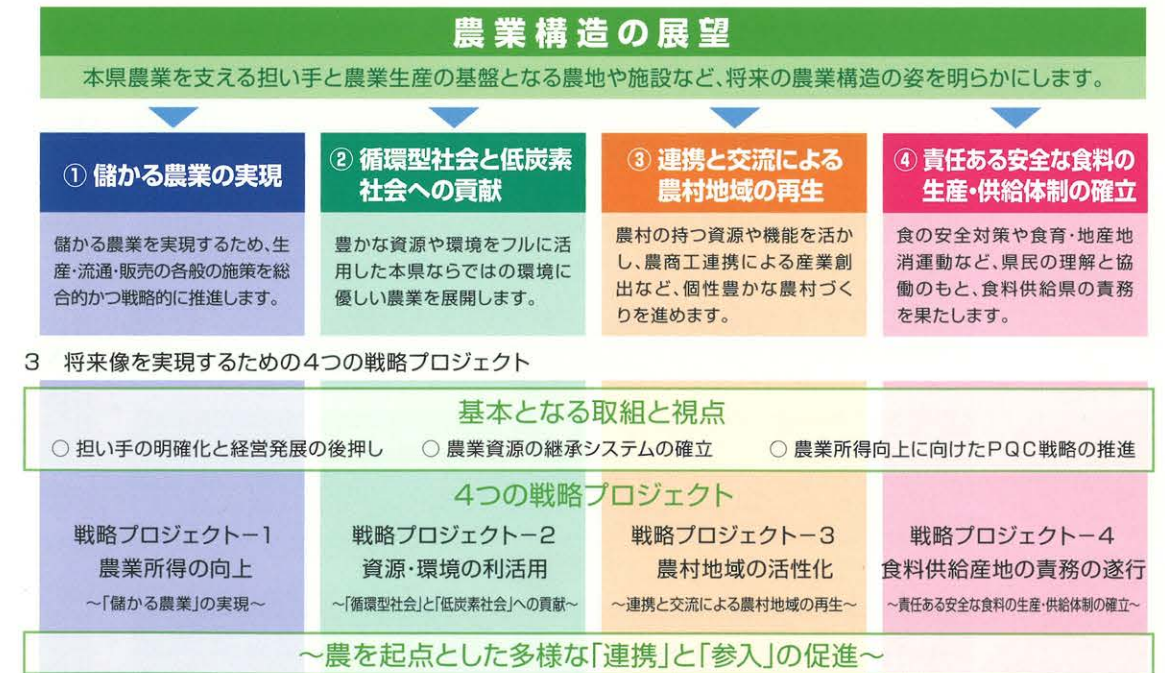 農業構造の展望
本県農業を支える担い手と農業生産の基盤となる農地や施設など、将来の農業構造の姿を明らかにします。
① 儲かる農業の実現
儲かる農業を実現するため、生
産・流通・販売の各般の施策を総
合的かつ戦略的に推進します。
② 循環型社会と低炭素
社会への貢献
豊かな資源や環境をフルに活
用した本県ならではの環境に
優しい農業を展開します。
③ 連携と交流による
農村地域の再生
農村の持つ資源や機能を活か
し、農商工連携による産業創
出など、個性豊かな農村づく
りを進めます。
④ 責任ある安全な食料の
生産・供給体制の確立
食の安全対策や食育・地産地
消運動など、県民の理解と協
働のもと、食料供給県の責務
を果たします。
3 将来像を実現するための4つの戦略プロジェクト
基本となる取組と視点
○ 担い手の明確化と経営発展の後押し ○ 農業資源の継承システムの確立 ○ 農業所得向上に向けたPQC戦略の推進
4つの戦略プロジェクト
戦略プロジェクト－1
農業所得の向上
～「儲かる農業」の実現～
戦略プロジェクト－2
資源・環境の利活用
～「循環型社会」と「低炭素社会」への貢献～
戦略プロジェクト－3
農村地域の活性化
～連携と交流による農村地域の再生～
戦略プロジェクト－4
食料供給産地の責務の遂行
～責任ある安全な食料の生産・供給体制の確立～
～農を起点とした多様な「連携」と「参入」の促進～